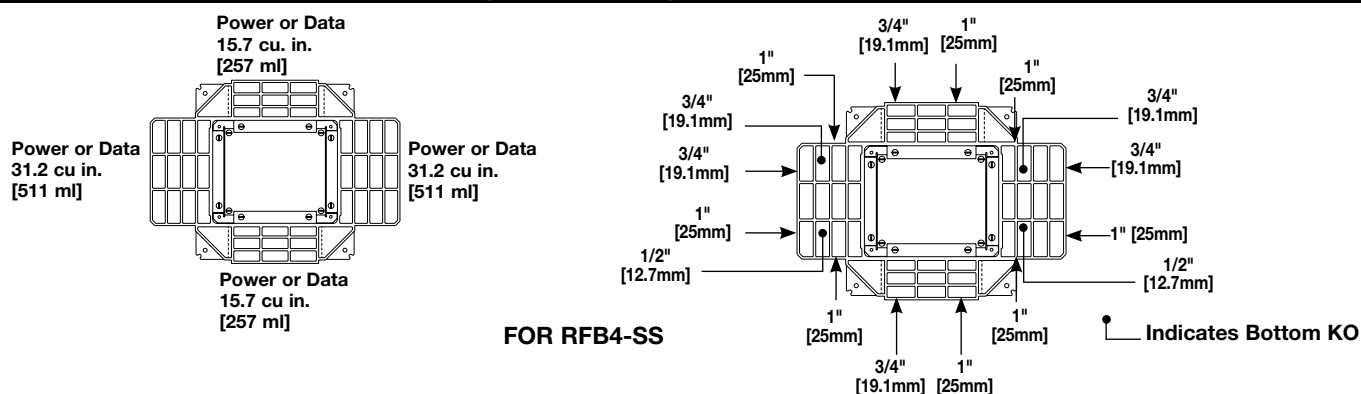 Power or Data
15.7 cu. in.
[257 ml]
Power or Data
31.2 cu in.
[511 ml]
Power or Data
31.2 cu in.
[511 ml]
Power or Data
15.7 cu in.
[257 ml]
FOR RFB4-SS
3/4"
[19.1mm]
1"
[25mm]
1"
[25mm]
1"
[25mm]
3/4"
[19.1mm]
3/4"
[19.1mm]
3/4"
[19.1mm]
3/4"
[19.1mm]
1"
[25mm]
1" [25mm]
1/2"
[12.7mm]
1/2"
[12.7mm]
1"
[25mm]
1"
[25mm]
3/4"
[19.1mm]
1"
[25mm]
Indicates Bottom KO